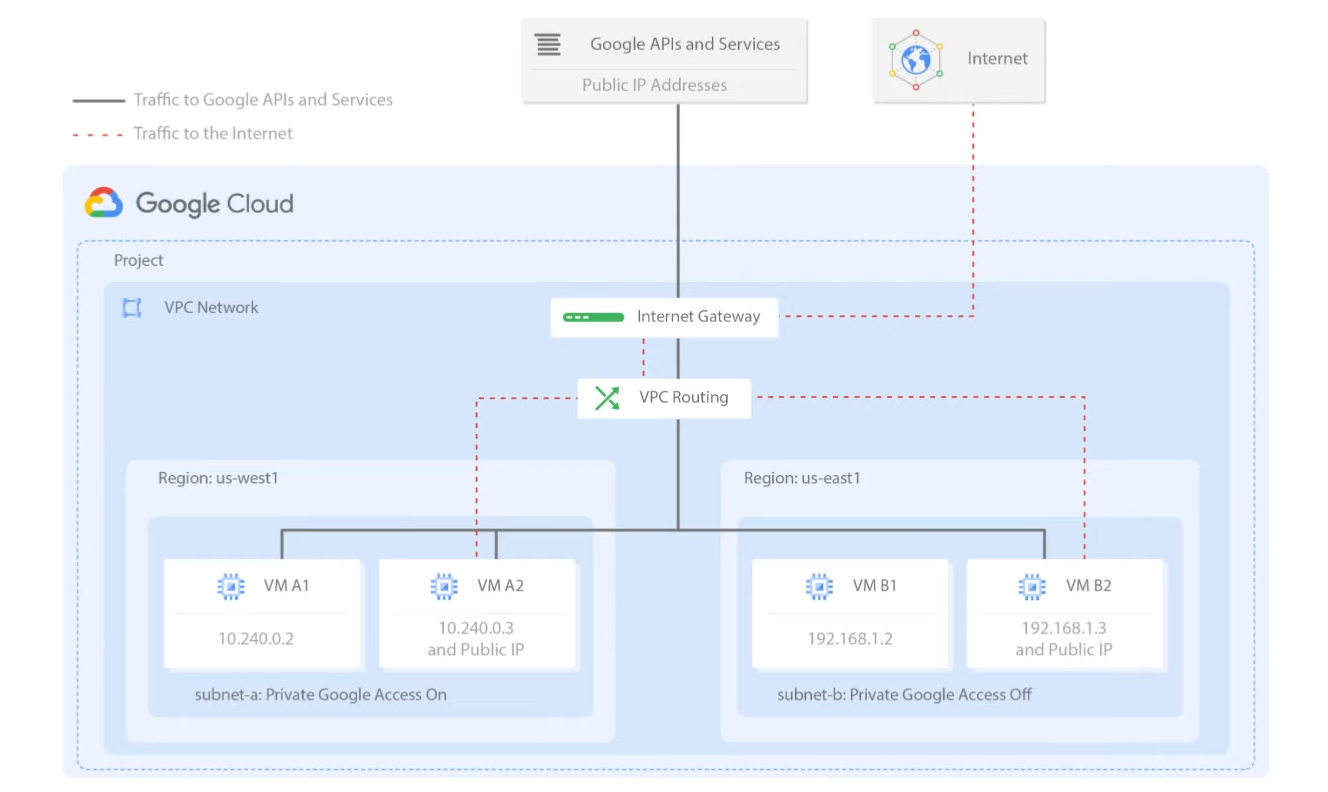 Google APIs and Services
Public IP Addresses
Internet
Traffic to Google APIs and Services
Traffic to the Internet
Google Cloud
Project
VPC Network
Internet Gateway
VPC Routing
Region: us-west1
VM A1
10.240.0.2
VM A2
10.240.0.3
and Public IP
subnet-a: Private Google Access On
Region: us-east1
VM B1
192.168.1.2
VM B2
192.168.1.3
and Public IP
subnet-b: Private Google Access Off